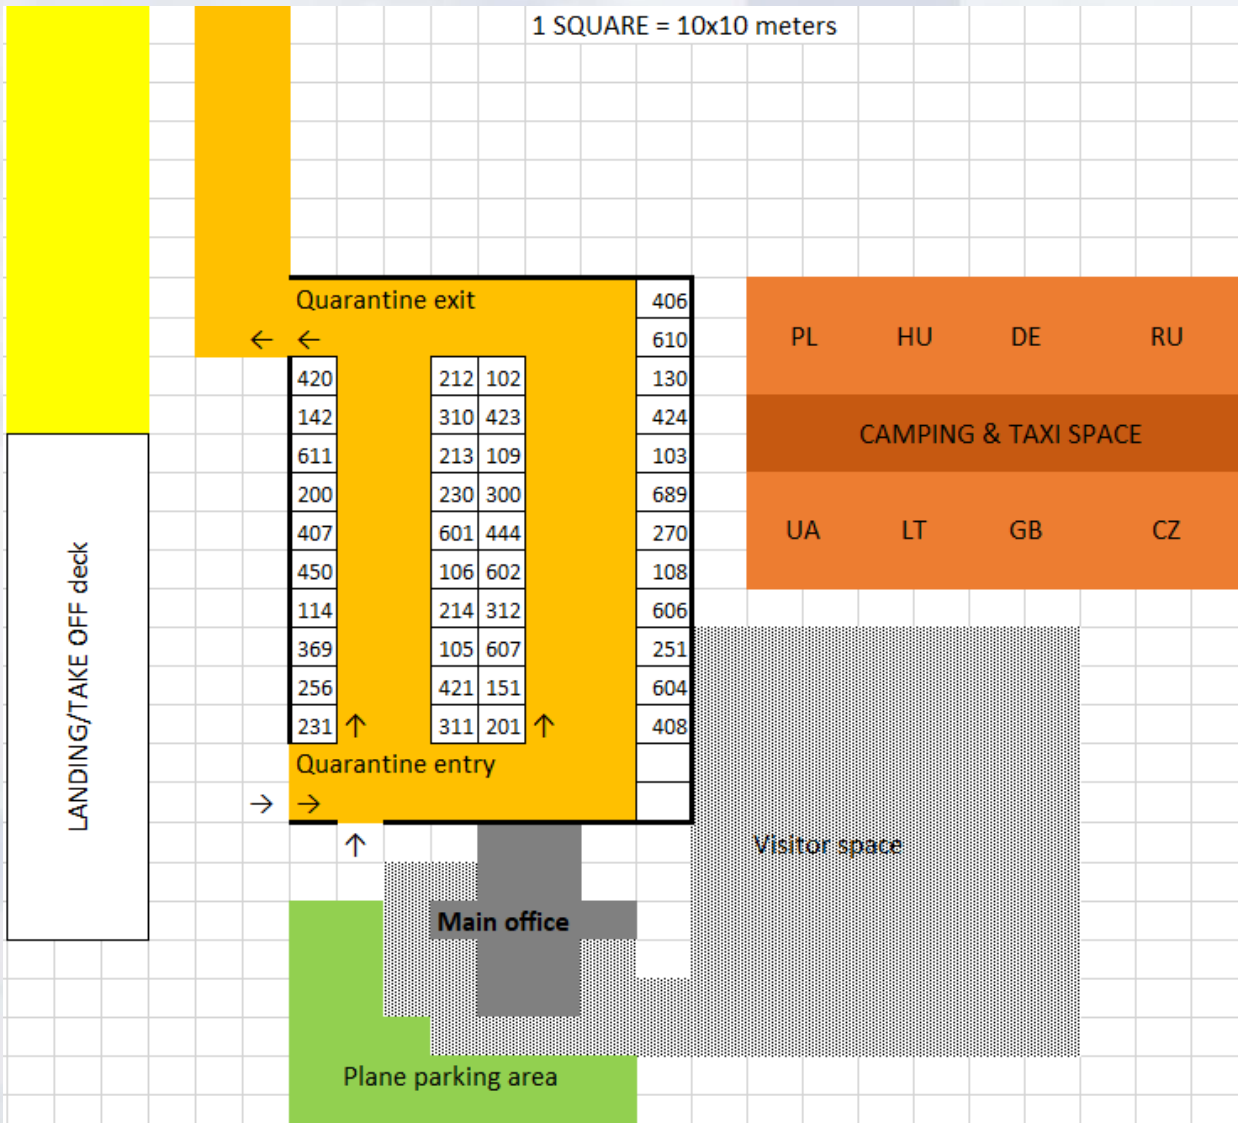 1 SQUARE = 10x10 meters
Quarantine exit
406
← ←
610
PL HU DE RU
420 212 102 130
142 310 423 424
CAMPING & TAXI SPACE
611 213 109 103
200 230 300 689
407 601 444 270
UA LT GB CZ
450 106 602 108
114 214 312 606
369 105 607 251
256 421 151 604
231 ↑ 311 201 ↑ 408
LANDING/TAKE OFF deck
Quarantine entry
→ →
↑
Visitor space
Main office
Plane parking area